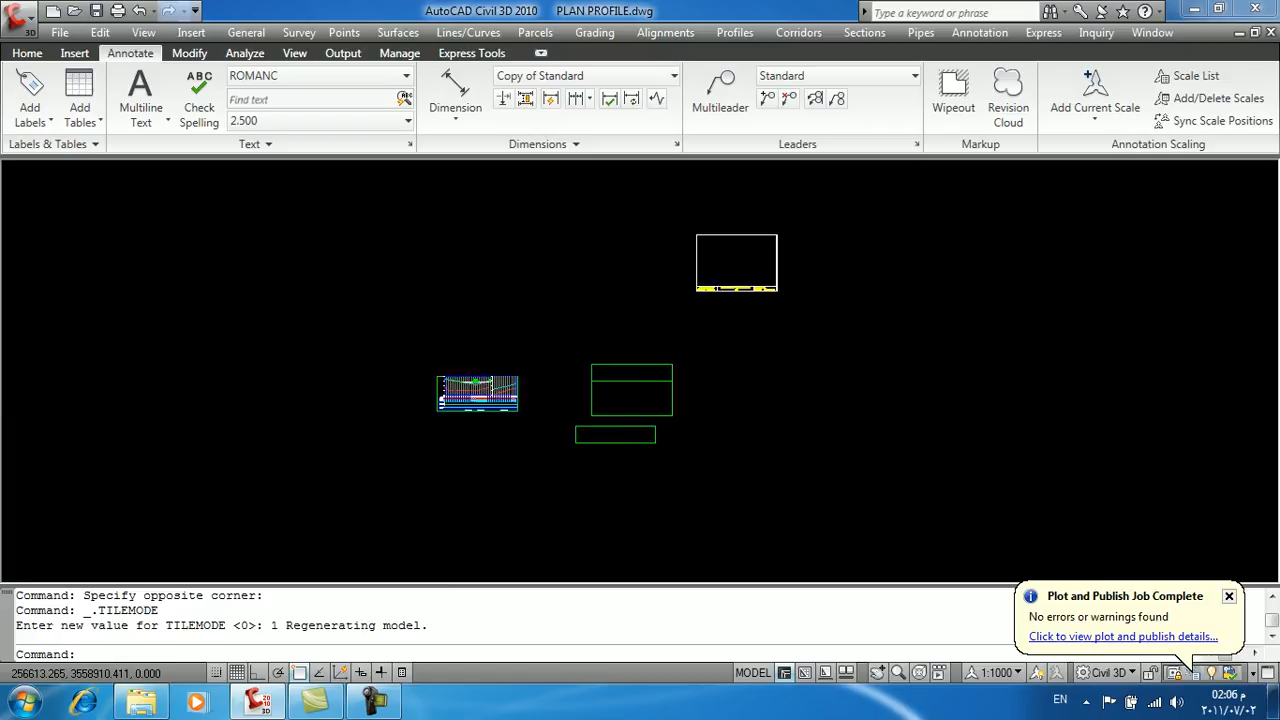 3D AutoCAD Civil 3D 2010 PLAN PROFILE.dwg Type a keyword or phrase
File Edit View Insert General Survey Points Surfaces Lines/Curves Parcels Grading Alignments Profiles Corridors Sections Pipes Annotation Express Inquiry Window
Home Insert Annotate Modify Analyze View Output Manage Express Tools
ROMANC Copy of Standard Standard Scale List
Find text Add/Delete Scales
2.500 Sync Scale Positions
Add Labels Add Tables A Multiline Text ABC Check Spelling Dimension Multileader Wipeout Revision Cloud Add Current Scale
Labels & Tables Text Dimensions Leaders Markup Annotation Scaling
Command: Specify opposite corner:
Command: _.TILEMODE
Enter new value for TILEMODE <0>: 1 Regenerating model.
Command:
Plot and Publish Job Complete
No errors or warnings found
Click to view plot and publish details...
256613.265, 3558910.411, 0.000 MODEL 1:1000 Civil 3D
EN 02:06 م
٢٠١١/٠٧/٠٢